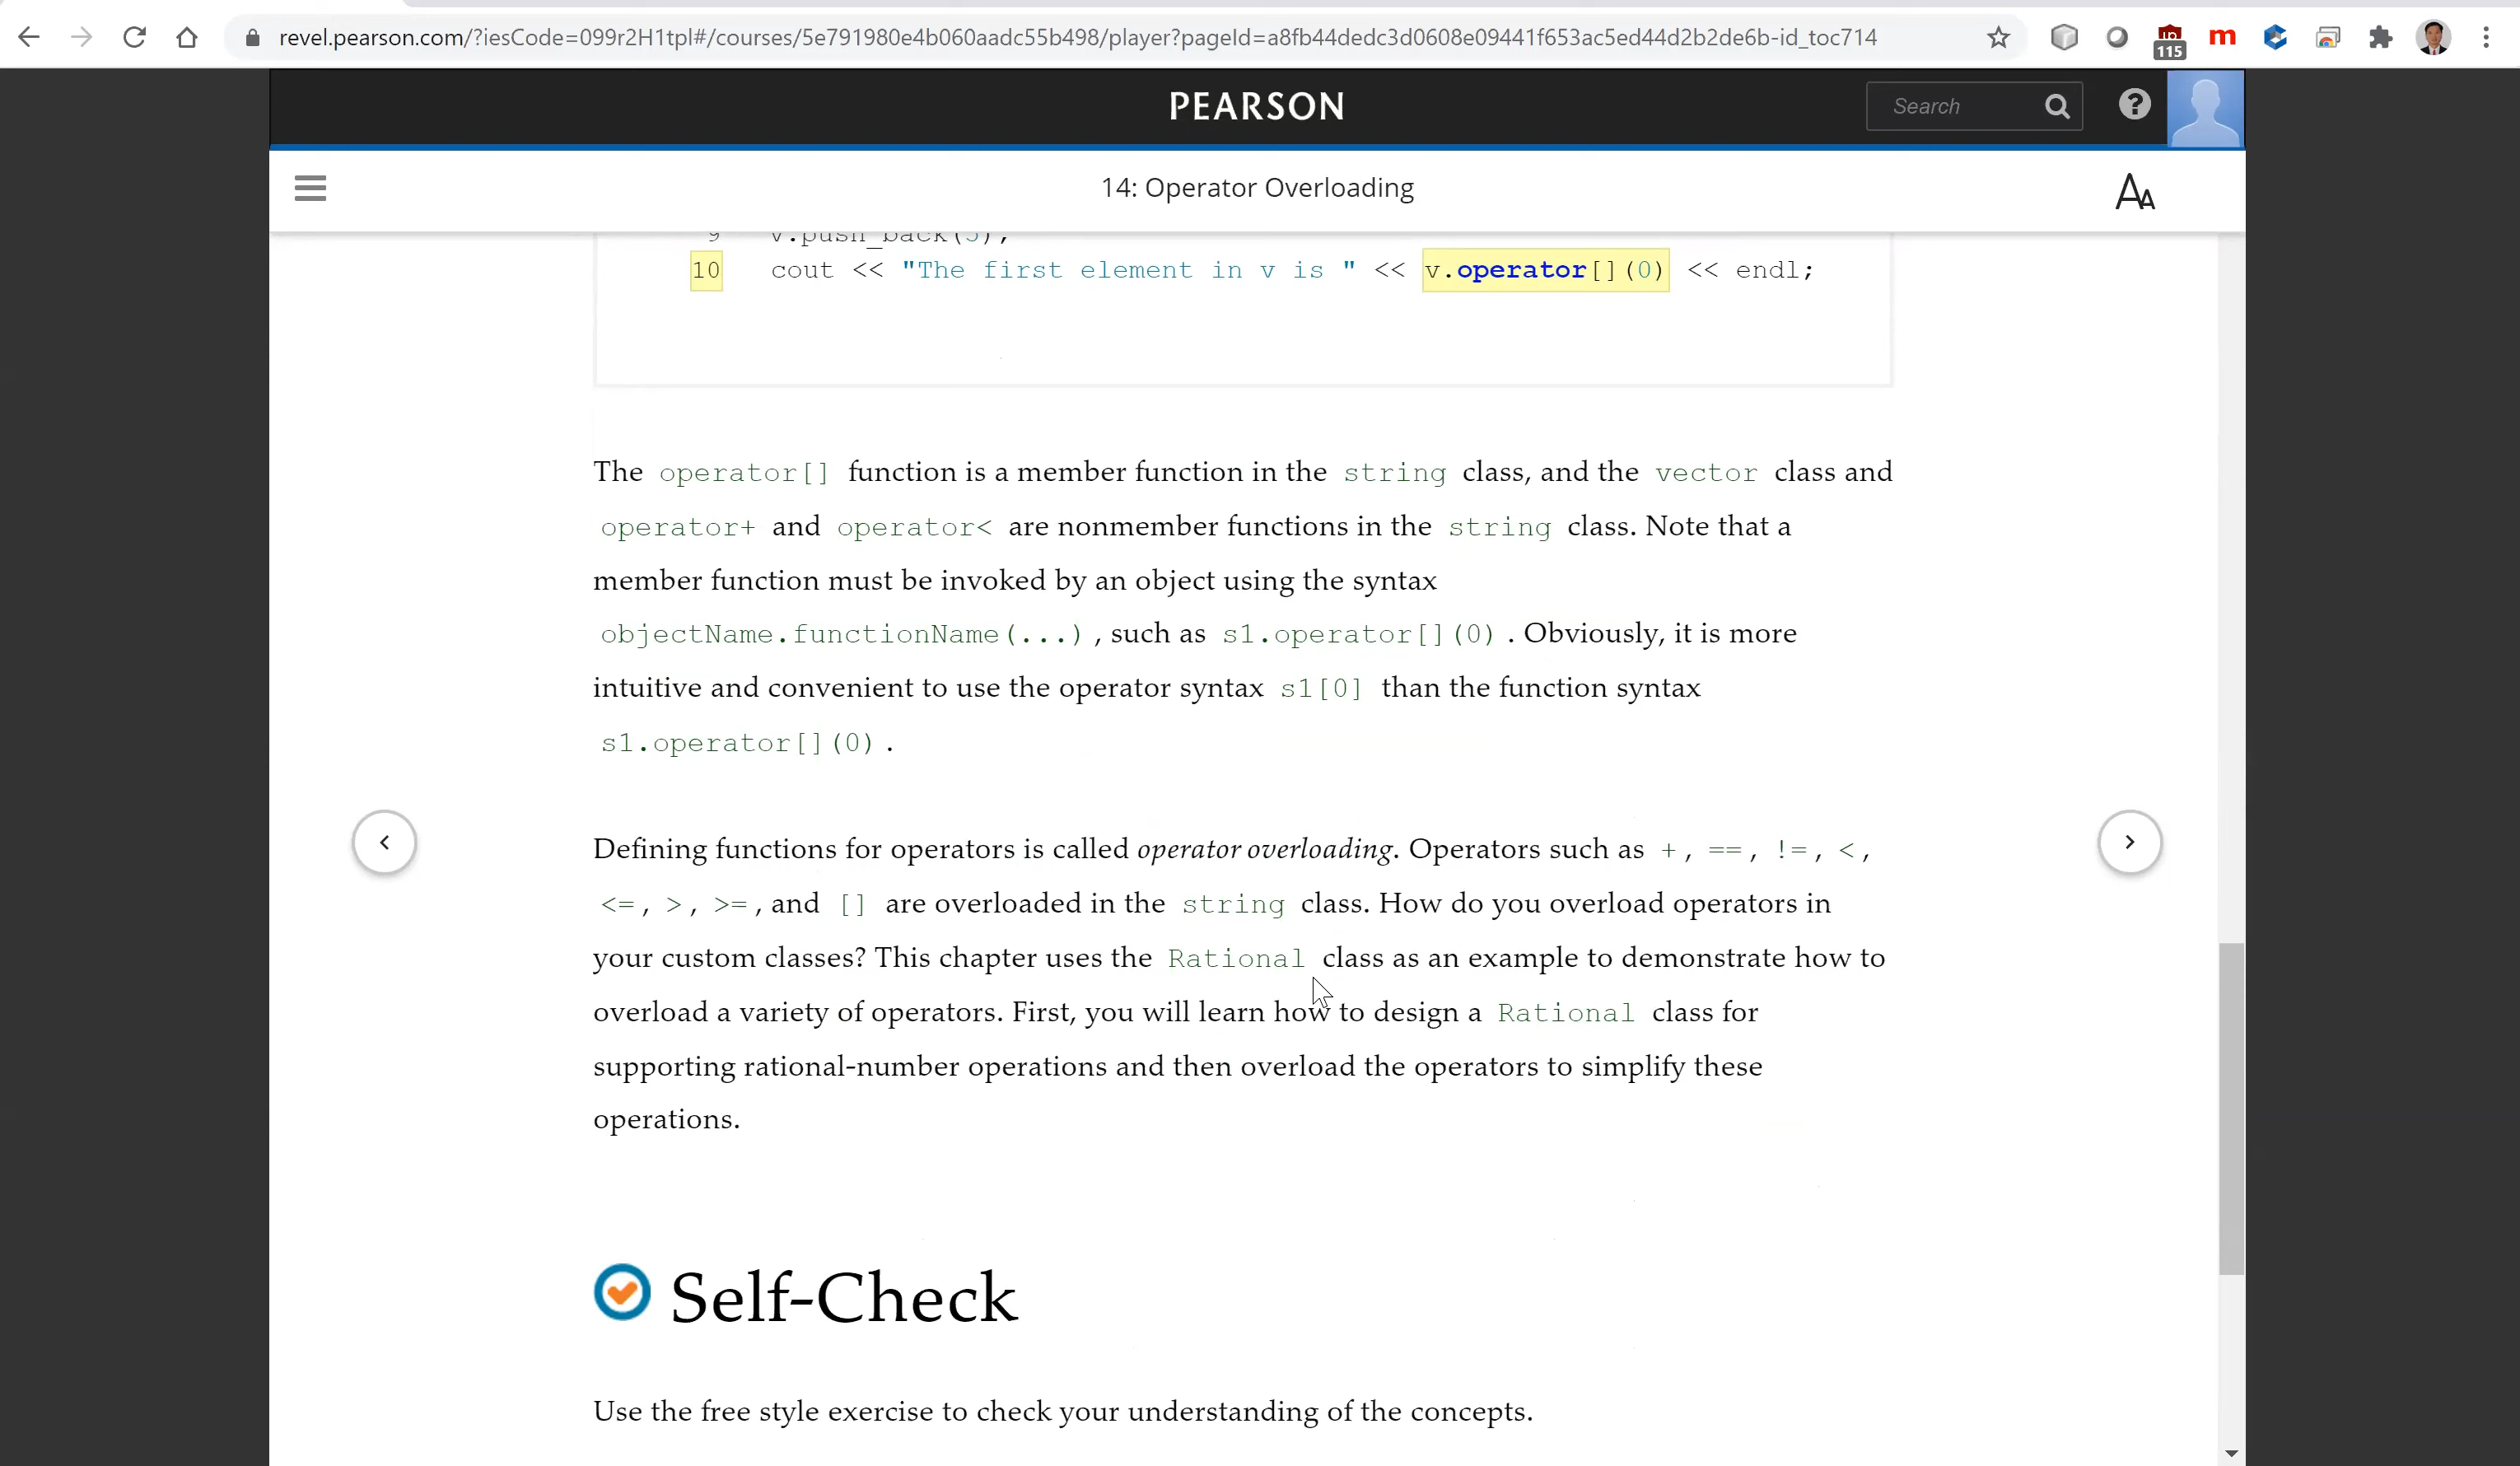 revel.pearson.com/?iesCode=099r2H1tpl#/courses/5e791980e4b060aadc55b498/player?pageId=a8fb44dedc3d0608e09441f653ac5ed44d2b2de6b-id_toc714
115
m
PEARSON
Search
?
14: Operator Overloading
AA
9 v.push_back(5);
10 cout << "The first element in v is " << v.operator[](0) << endl;
The operator[] function is a member function in the string class, and the vector class and
operator+ and operator< are nonmember functions in the string class. Note that a
member function must be invoked by an object using the syntax
objectName.functionName(...), such as s1.operator[](0). Obviously, it is more
intuitive and convenient to use the operator syntax s1[0] than the function syntax
s1.operator[](0).
Defining functions for operators is called operator overloading. Operators such as +, ==, !=, <,
<=, >, >=, and [] are overloaded in the string class. How do you overload operators in
your custom classes? This chapter uses the Rational class as an example to demonstrate how to
overload a variety of operators. First, you will learn how to design a Rational class for
supporting rational-number operations and then overload the operators to simplify these
operations.
Self-Check
Use the free style exercise to check your understanding of the concepts.